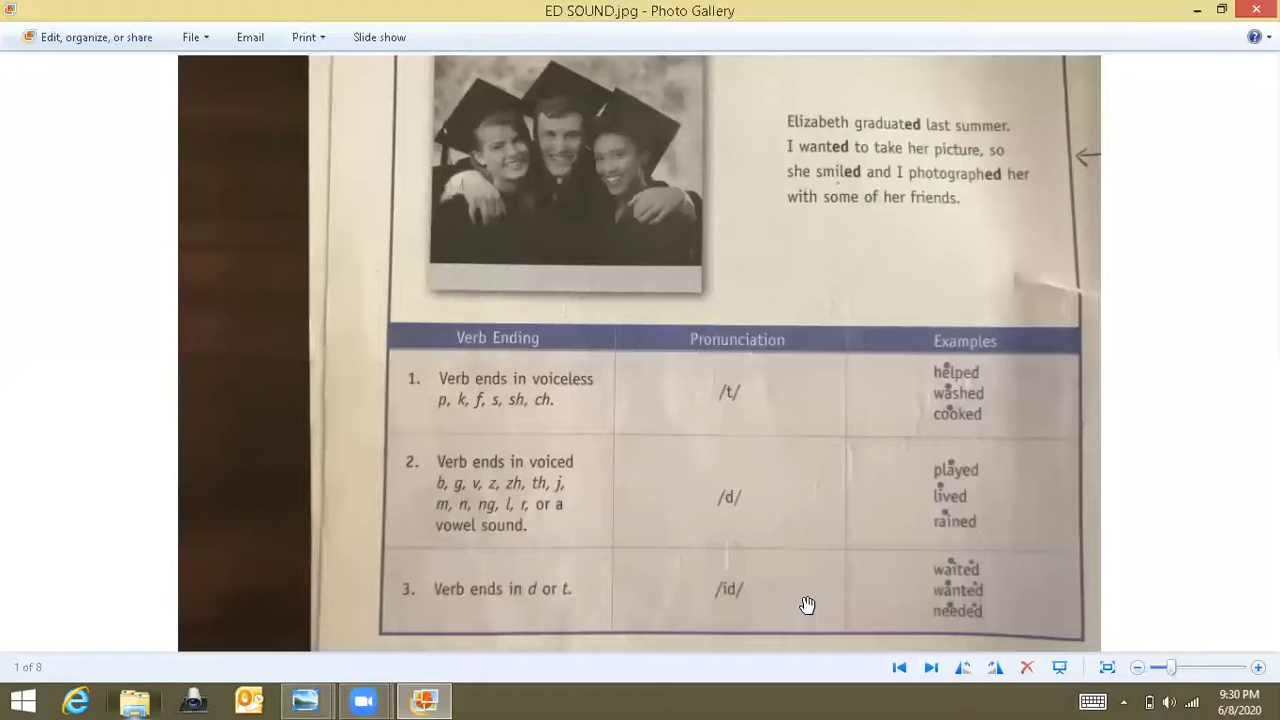 ED SOUND.jpg - Photo Gallery
Edit, organize, or share File Email Print Slide show
Elizabeth graduated last summer.
I wanted to take her picture, so
she smiled and I photographed her
with some of her friends.
Verb Ending Pronunciation Examples
1. Verb ends in voiceless
p, k, f, s, sh, ch.
/t/
helped
washed
cooked
2. Verb ends in voiced
b, g, v, z, zh, th, j,
m, n, ng, l, r, or a
vowel sound.
/d/
played
lived
rained
3. Verb ends in d or t.
/id/
waited
wanted
needed
1 of 8
9:30 PM
6/8/2020